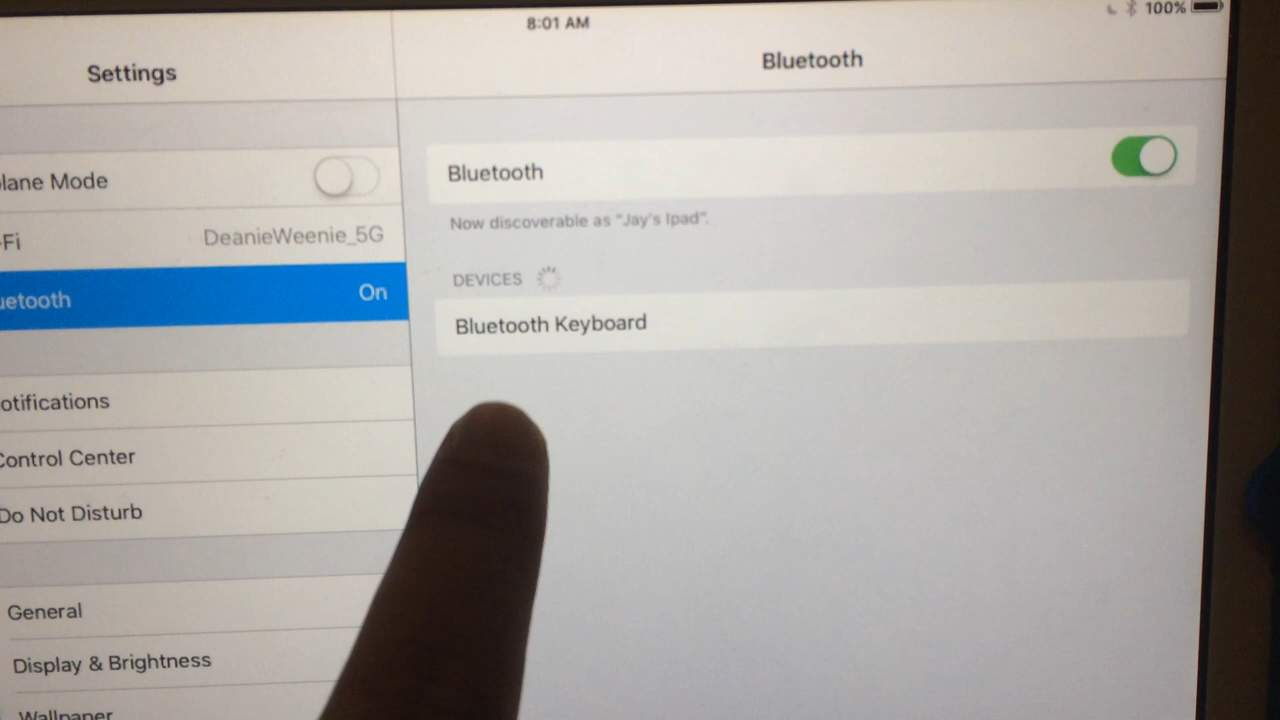 8:01 AM
100%
Settings
Bluetooth
lane Mode
-Fi
DeanieWeenie_5G
uetooth
On
otifications
Control Center
Do Not Disturb
General
Display & Brightness
Wallpaper
Bluetooth
Now discoverable as "Jay's Ipad".
DEVICES
Bluetooth Keyboard